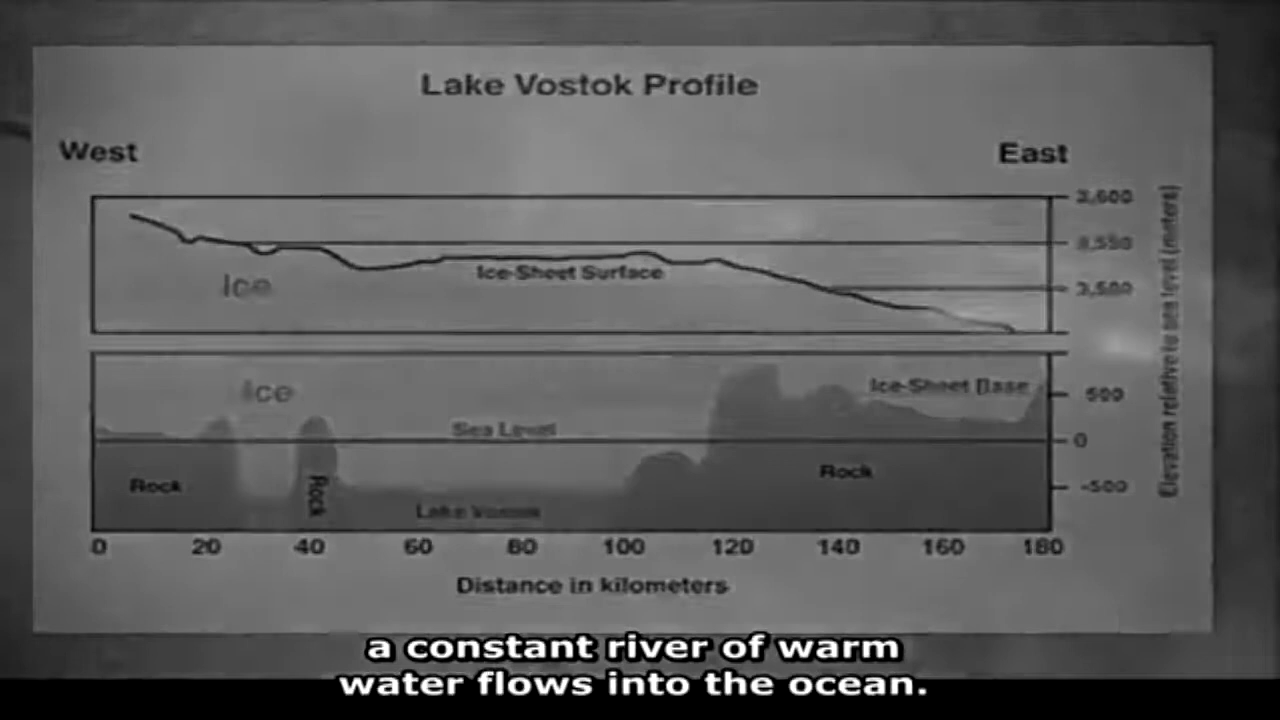 Lake Vostok Profile
West
East
3,600
3,550
3,500
Ice
Ice-Sheet Surface
Ice
Ice-Sheet Base
500
Sea Level
0
Rock
Rock
Rock
-500
Lake Vostok
0 20 40 60 80 100 120 140 160 180
Distance in kilometers
Elevation relative to sea level (meters)
a constant river of warm
water flows into the ocean.